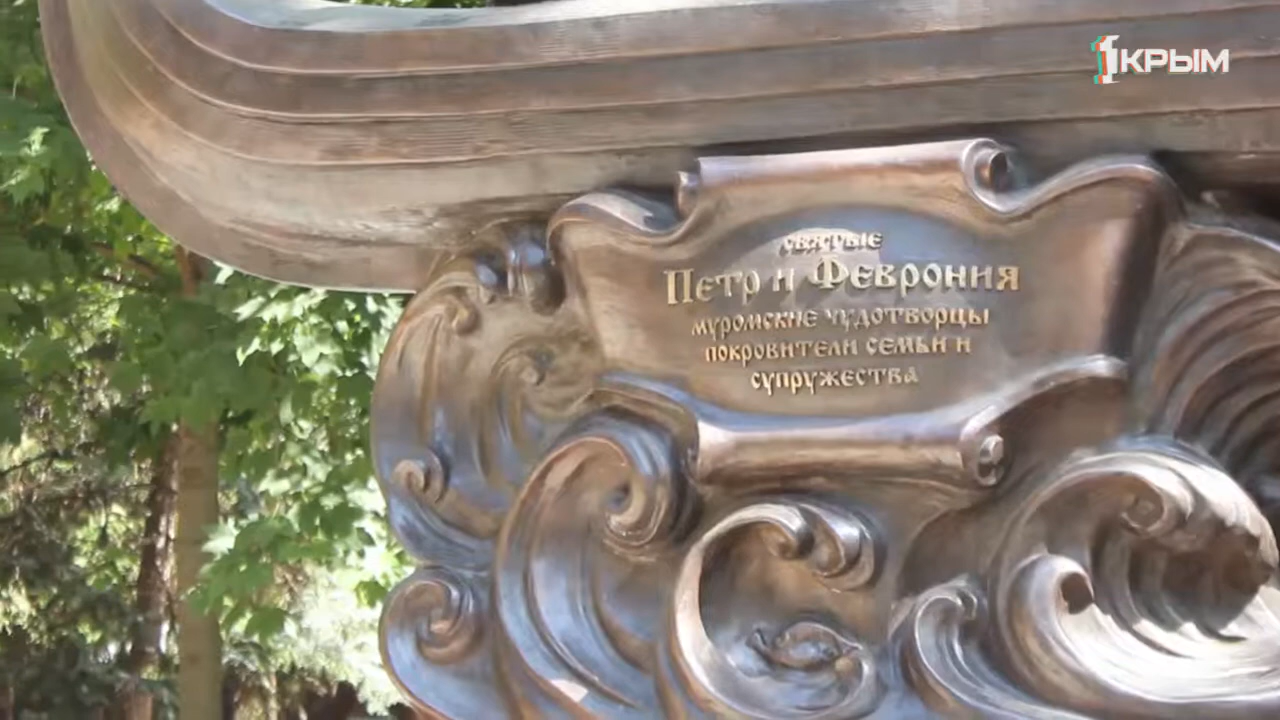 1КРЫМ
святые
Петр и Феврония
муромские чудотворцы
покровители семьи и
супружества